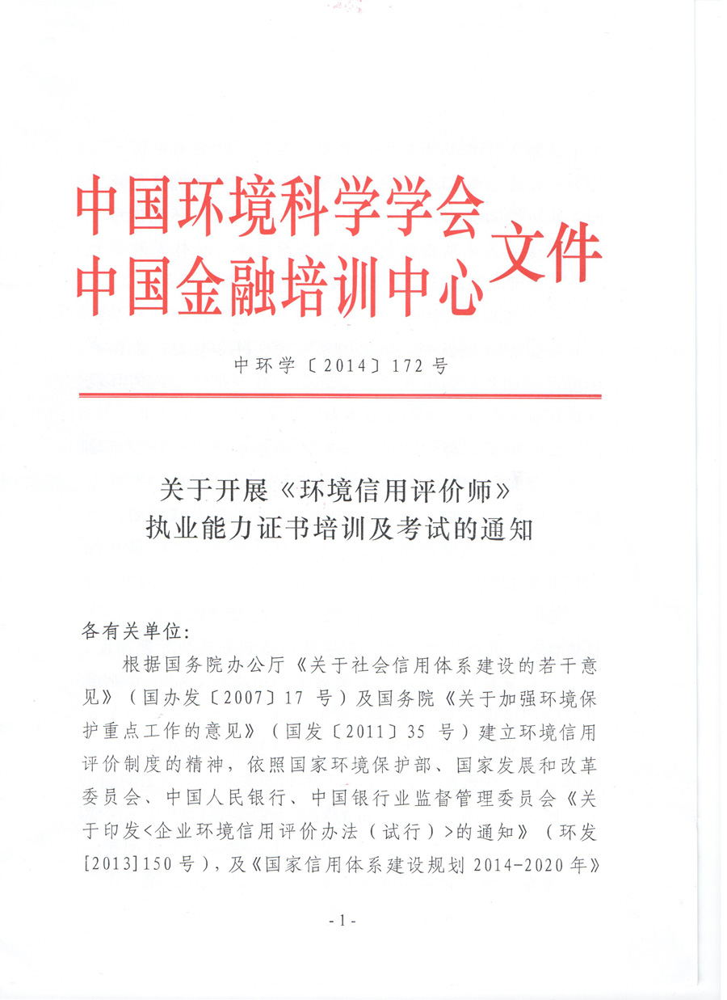 中国环境科学学会
中国金融培训中心
文件
中环学〔2014〕172号
关于开展《环境信用评价师》
执业能力证书培训及考试的通知
各有关单位：
根据国务院办公厅《关于社会信用体系建设的若干意
见》（国办发〔2007〕17 号）及国务院《关于加强环境保
护重点工作的意见》（国发〔2011〕35 号）建立环境信用
评价制度的精神，依照国家环境保护部、国家发展和改革
委员会、中国人民银行、中国银行业监督管理委员会《关
于印发<企业环境信用评价办法（试行）>的通知》（环发
[2013]150号），及《国家信用体系建设规划2014-2020年》
- 1 -